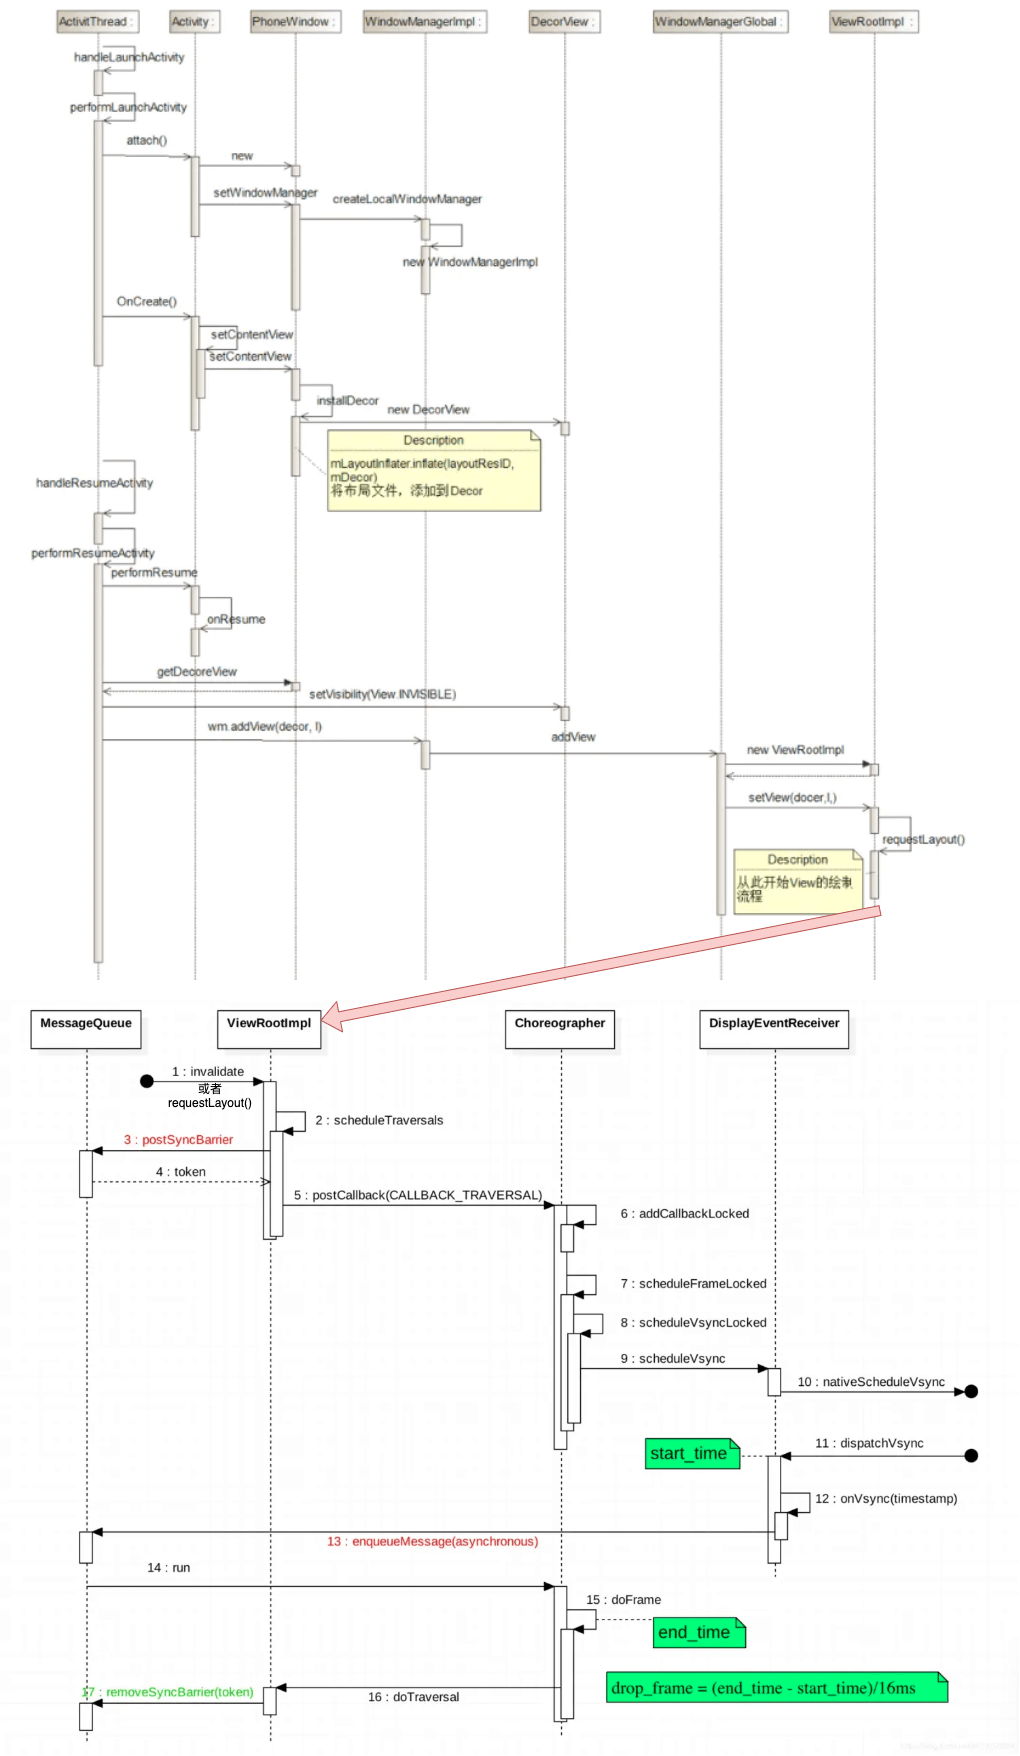 ActivitThread :
Activity :
PhoneWindow :
WindowManagerImpl :
DecorView :
WindowManagerGlobal :
ViewRootImpl :
handleLaunchActivity
performLaunchActivity
attach()
new
setWindowManager
createLocalWindowManager
new WindowManagerImpl
OnCreate()
setContentView
setContentView
installDecor
new DecorView
Description
mLayoutInflater.inflate(layoutResID,
mDecor)
将布局文件，添加到Decor
handleResumeActivity
performResumeActivity
performResume
onResume
getDecoreView
setVisibility(View.INVISIBLE)
wm.addView(decor, l)
addView
new ViewRootImpl
setView(docer,l,)
requestLayout()
Description
从此开始View的绘制
流程
MessageQueue
ViewRootImpl
Choreographer
DisplayEventReceiver
1 : invalidate
或者
requestLayout()
2 : scheduleTraversals
3 : postSyncBarrier
4 : token
5 : postCallback(CALLBACK_TRAVERSAL)
6 : addCallbackLocked
7 : scheduleFrameLocked
8 : scheduleVsyncLocked
9 : scheduleVsync
10 : nativeScheduleVsync
11 : dispatchVsync
start_time
12 : onVsync(timestamp)
13 : enqueueMessage(asynchronous)
14 : run
15 : doFrame
end_time
drop_frame = (end_time - start_time)/16ms
16 : doTraversal
17 : removeSyncBarrier(token)